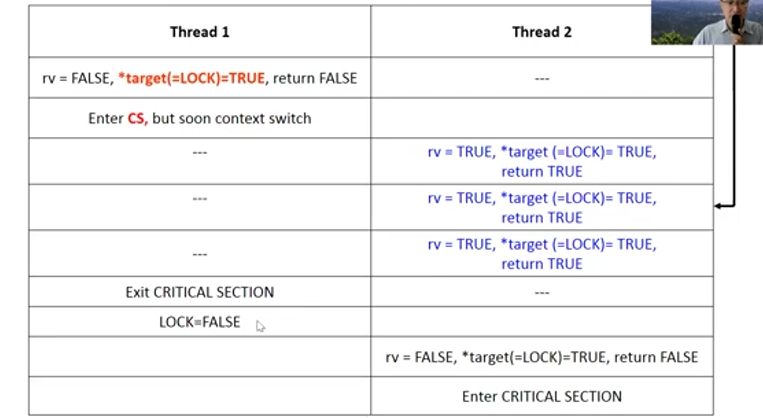 Thread 1
Thread 2
rv = FALSE, *target(=LOCK)=TRUE, return FALSE
---
Enter CS, but soon context switch
---
rv = TRUE, *target (=LOCK)= TRUE,
return TRUE
---
rv = TRUE, *target (=LOCK)= TRUE,
return TRUE
---
rv = TRUE, *target (=LOCK)= TRUE,
return TRUE
Exit CRITICAL SECTION
---
LOCK=FALSE
rv = FALSE, *target(=LOCK)=TRUE, return FALSE
Enter CRITICAL SECTION